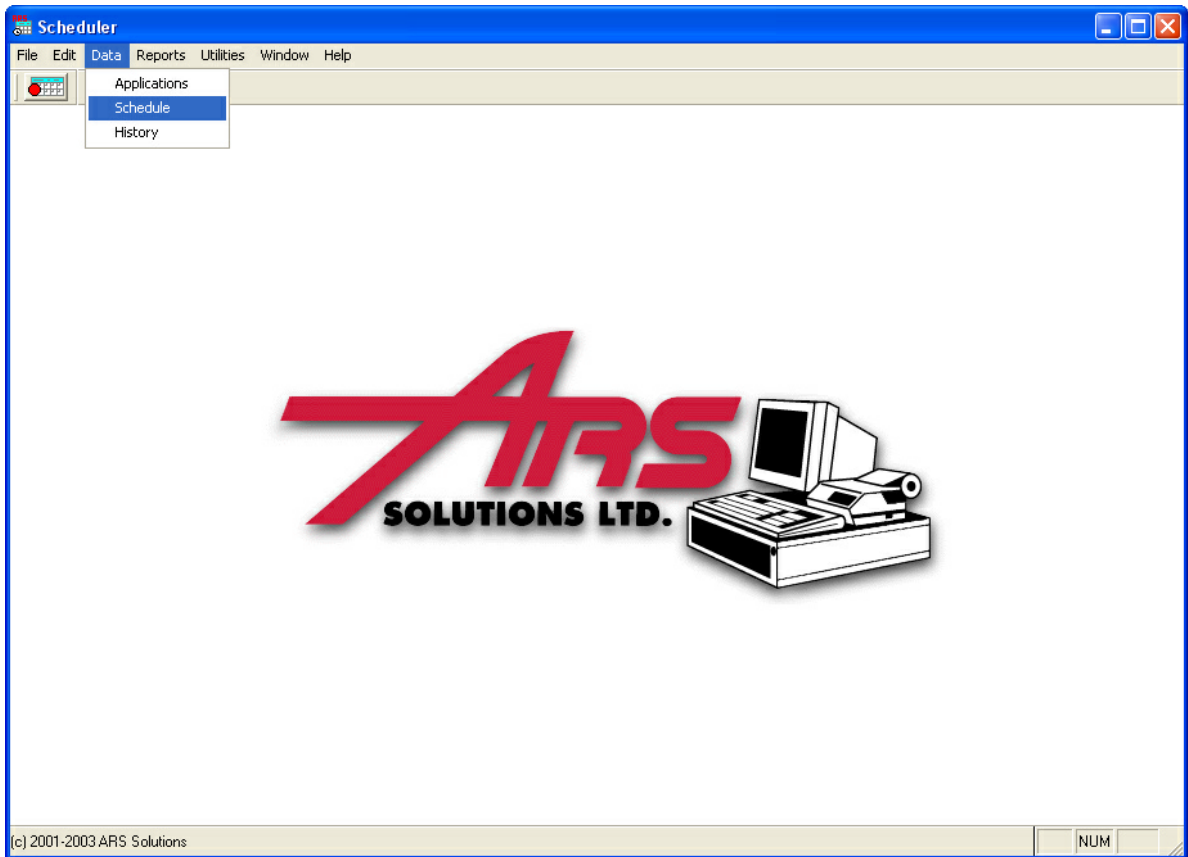 Scheduler
File Edit Data Reports Utilities Window Help
Applications
Schedule
History
ARS
SOLUTIONS LTD.
(c) 2001-2003 ARS Solutions
NUM